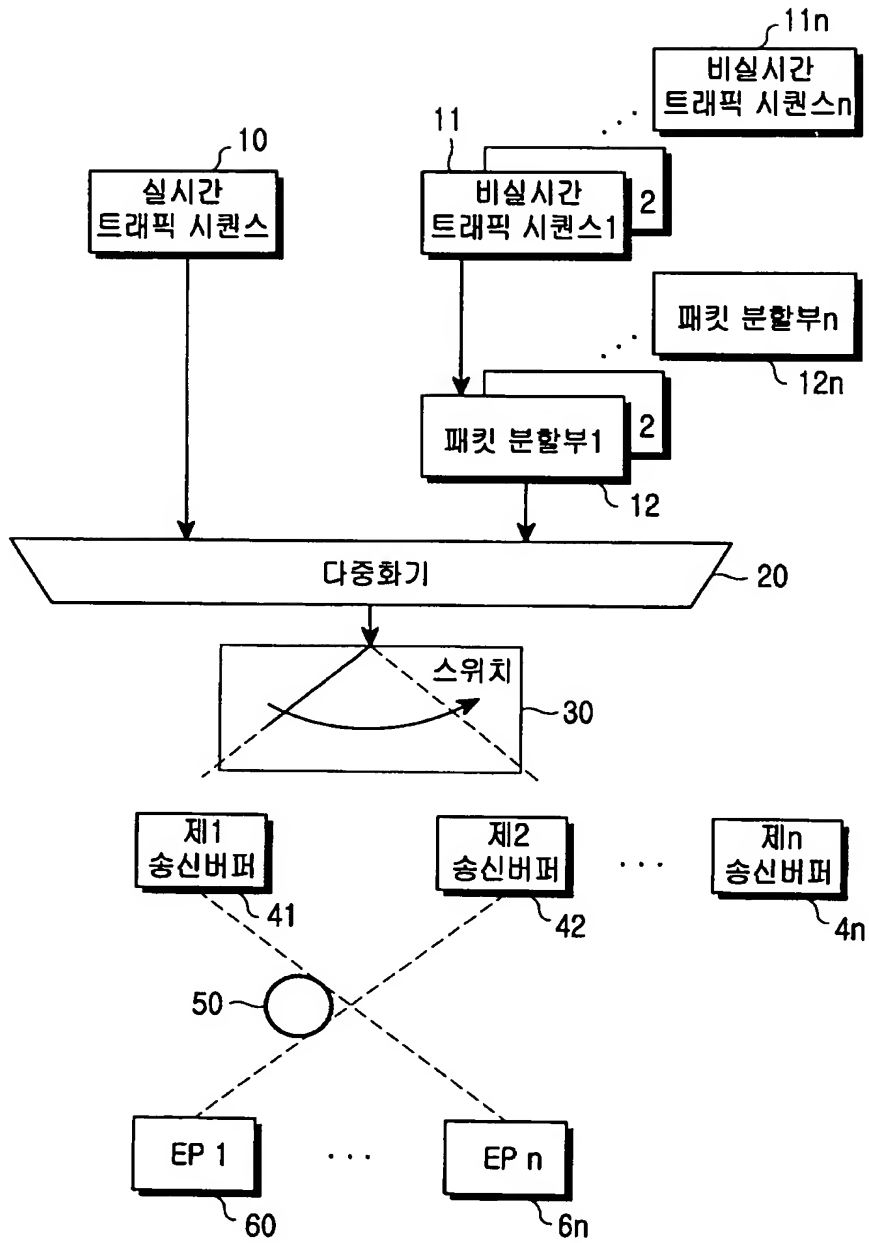 11n
비실시간
트래픽 시퀀스n
10
11
실시간
트래픽 시퀀스
비실시간
트래픽 시퀀스1
2
패킷 분할부n
12n
패킷 분할부1
2
12
다중화기
20
스위치
30
제1
송신버퍼
제2
송신버퍼
...
제n
송신버퍼
41
42
4n
50
EP 1
...
EP n
60
6n